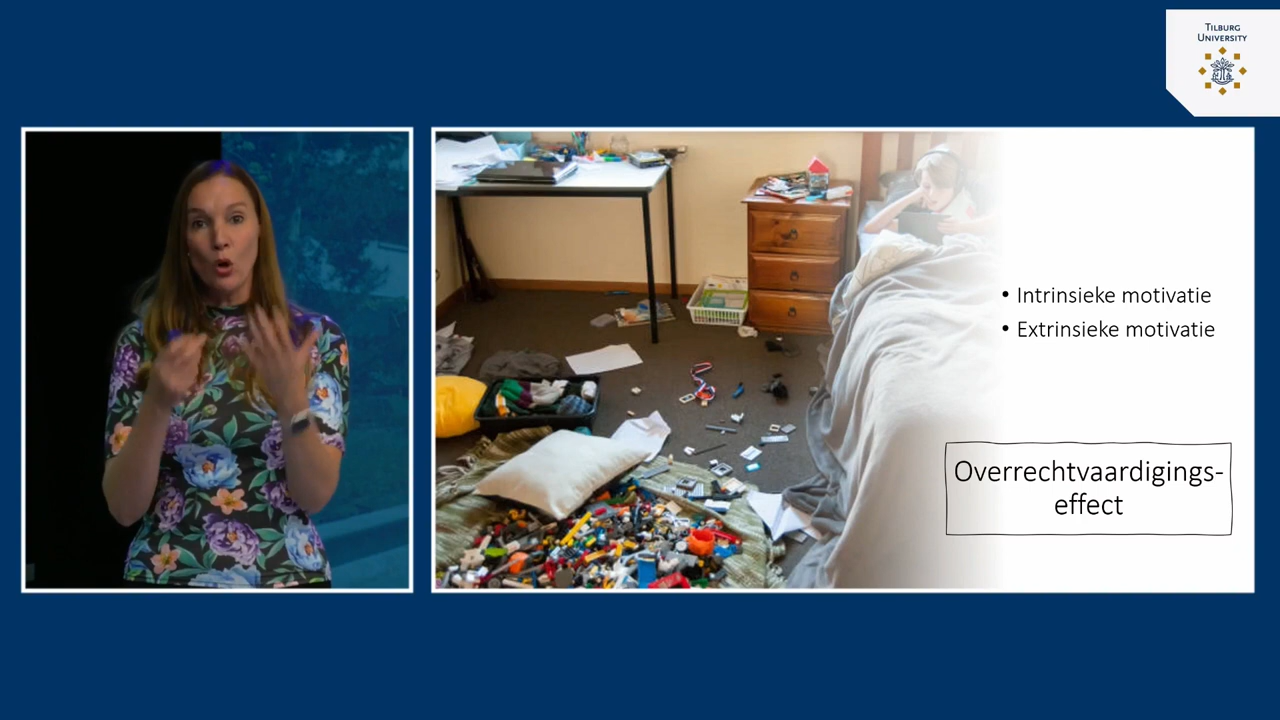 TILBURG
UNIVERSITY
• Intrinsieke motivatie
• Extrinsieke motivatie
Overrechtvaardigings-
effect